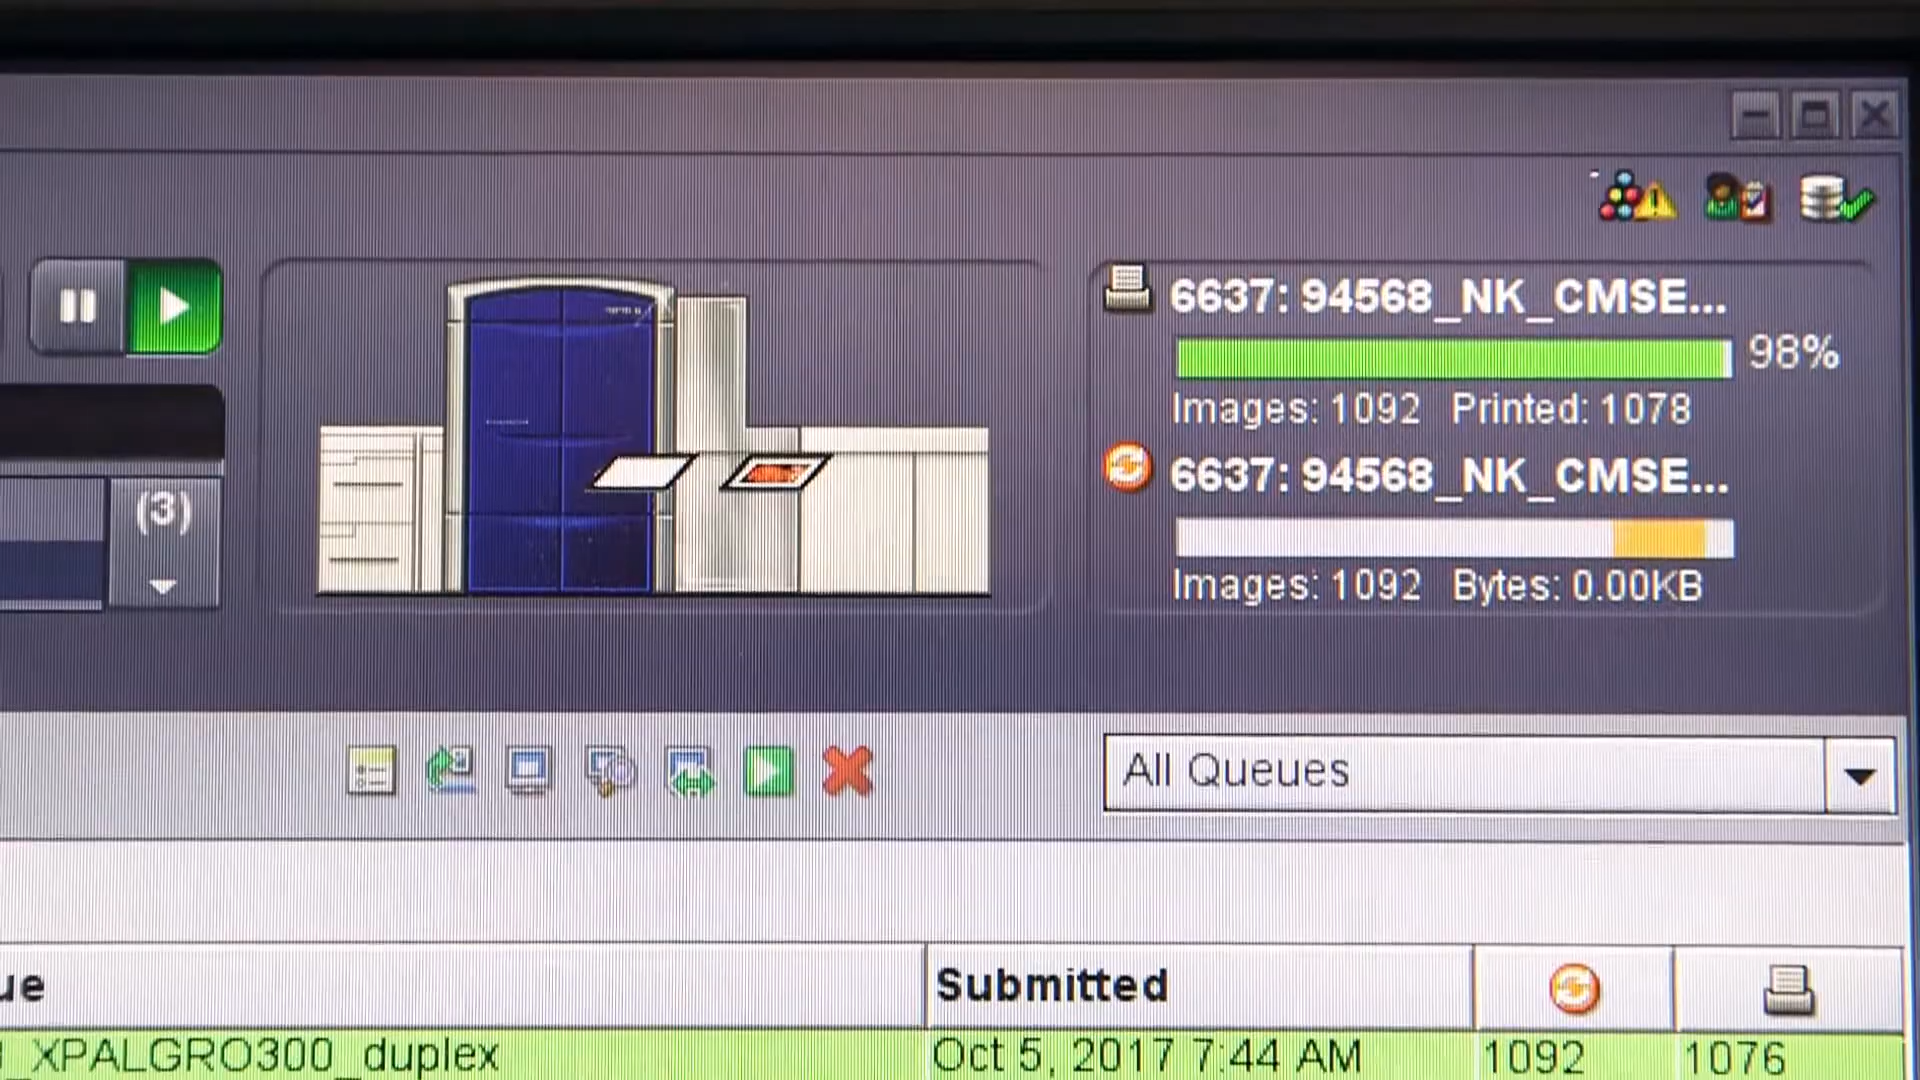 6637: 94568_NK_CMSE...
98%
Images: 1092 Printed: 1078
6637: 94568_NK_CMSE...
Images: 1092 Bytes: 0.00KB
(3)
All Queues
ue
Submitted
_XPALGRO300_duplex
Oct 5, 2017 7:44 AM
1092
1076